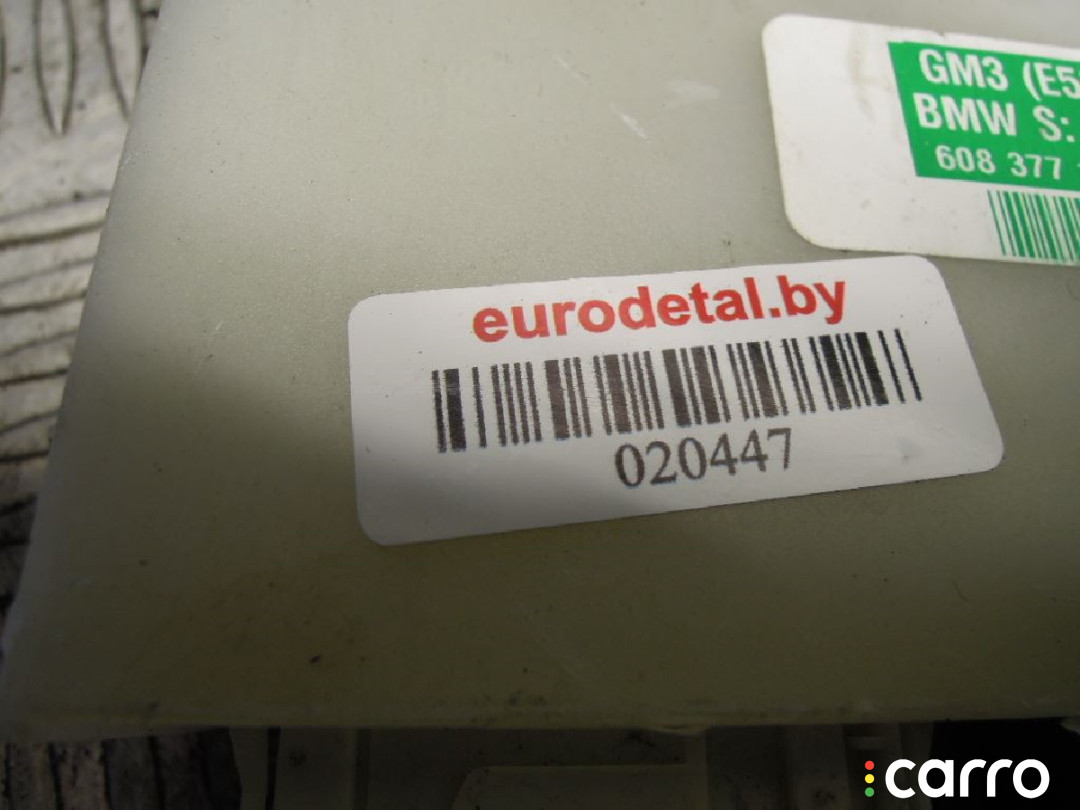 GM3 (E5
BMW S:
608 377
eurodetal.by
020447
carro